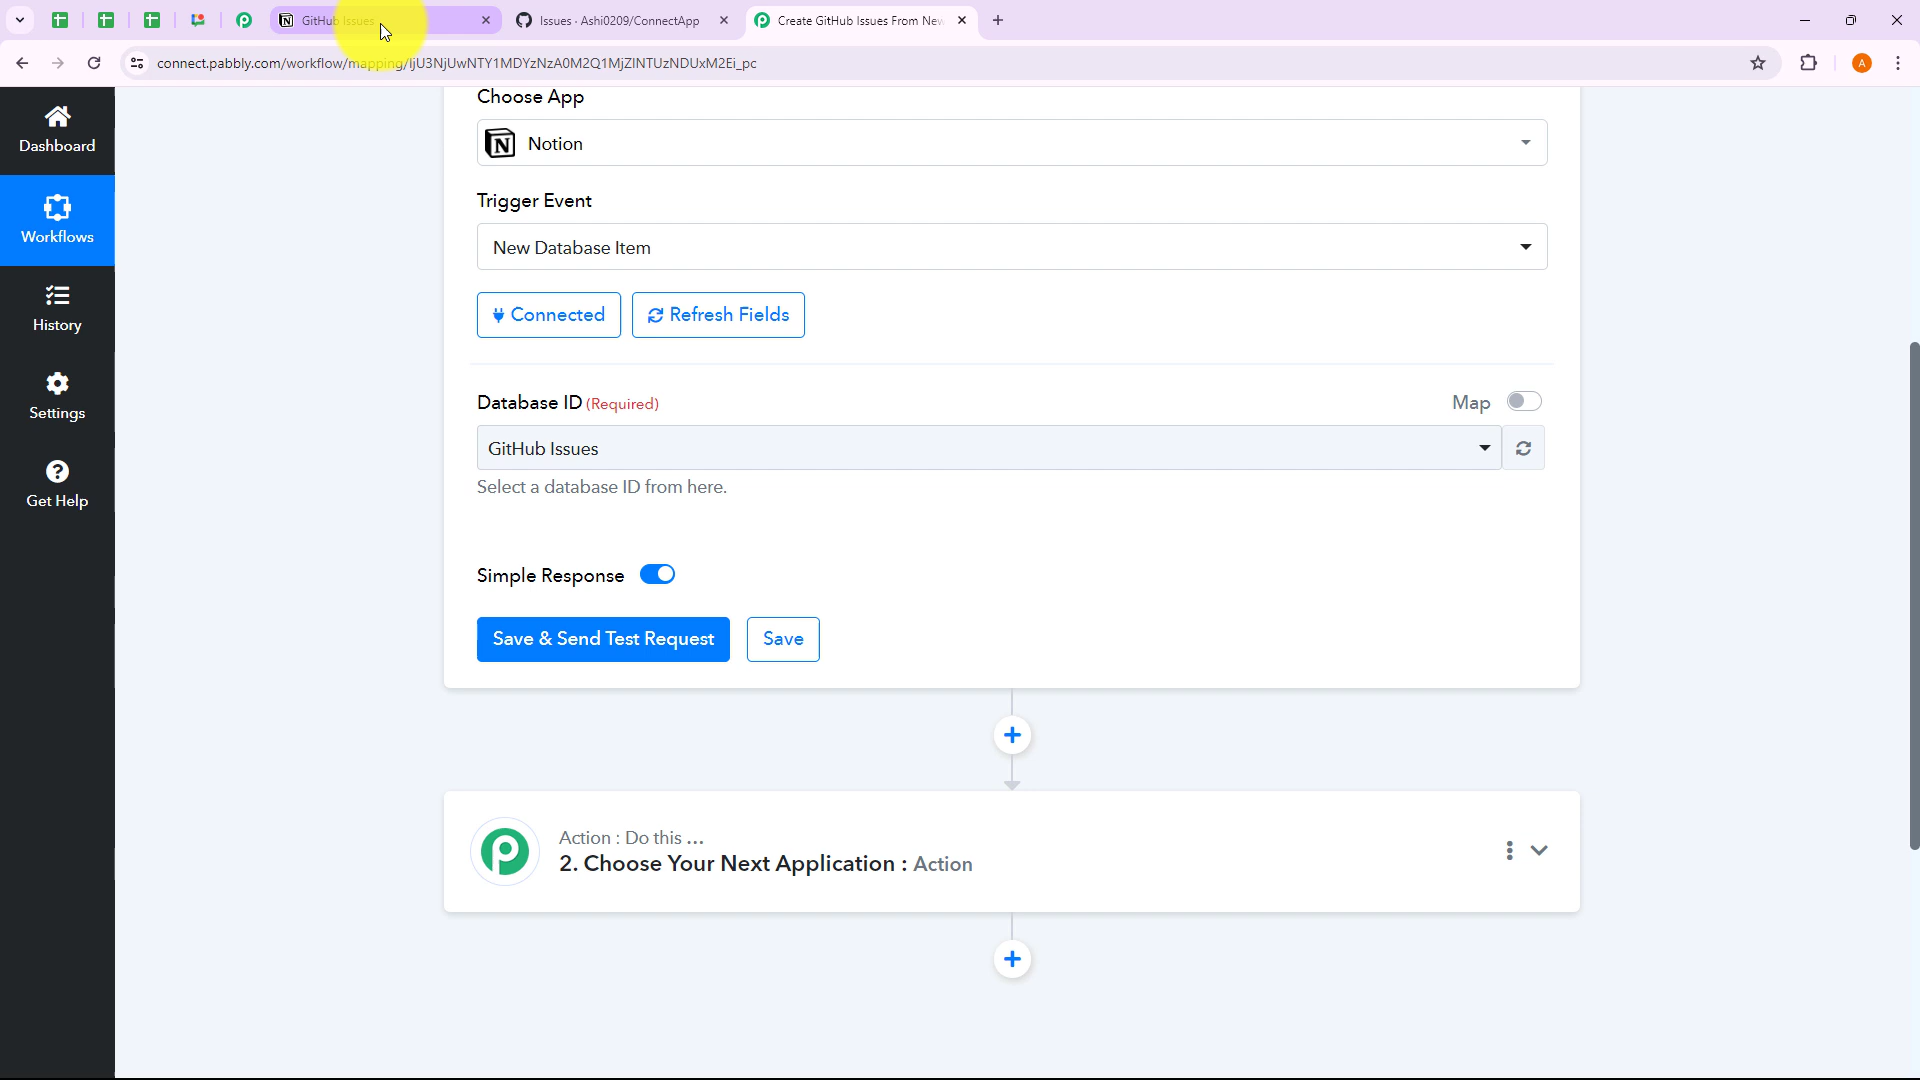 GitHub Issues
Issues · Ashi0209/ConnectApp
Create GitHub Issues From New
connect.pabbly.com/workflow/mapping/IjU3NjUwNTY1MDYzNzA0M2Q1MjZlNTUzNDUxM2Ei_pc
A
Dashboard
Workflows
History
Settings
Get Help
Choose App
Notion
Trigger Event
New Database Item
Connected
Refresh Fields
Database ID (Required)
Map
GitHub Issues
Select a database ID from here.
Simple Response
Save & Send Test Request
Save
Action : Do this ...
2. Choose Your Next Application : Action